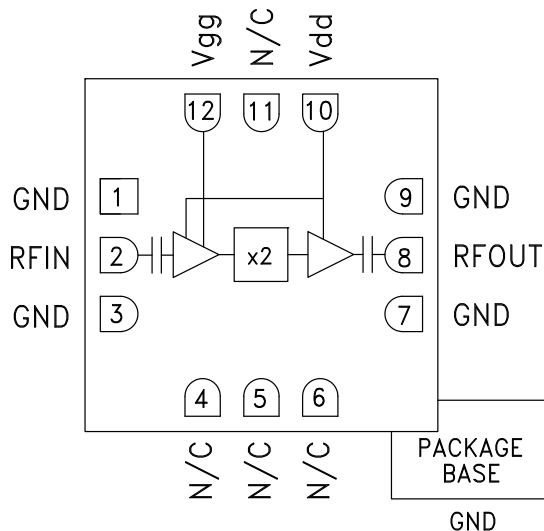 Vgg
N/C
Vdd
12
11
10
GND
1
9
GND
RFIN
2
x2
8
RFOUT
GND
3
7
GND
4
5
6
N/C
N/C
N/C
PACKAGE
BASE
GND